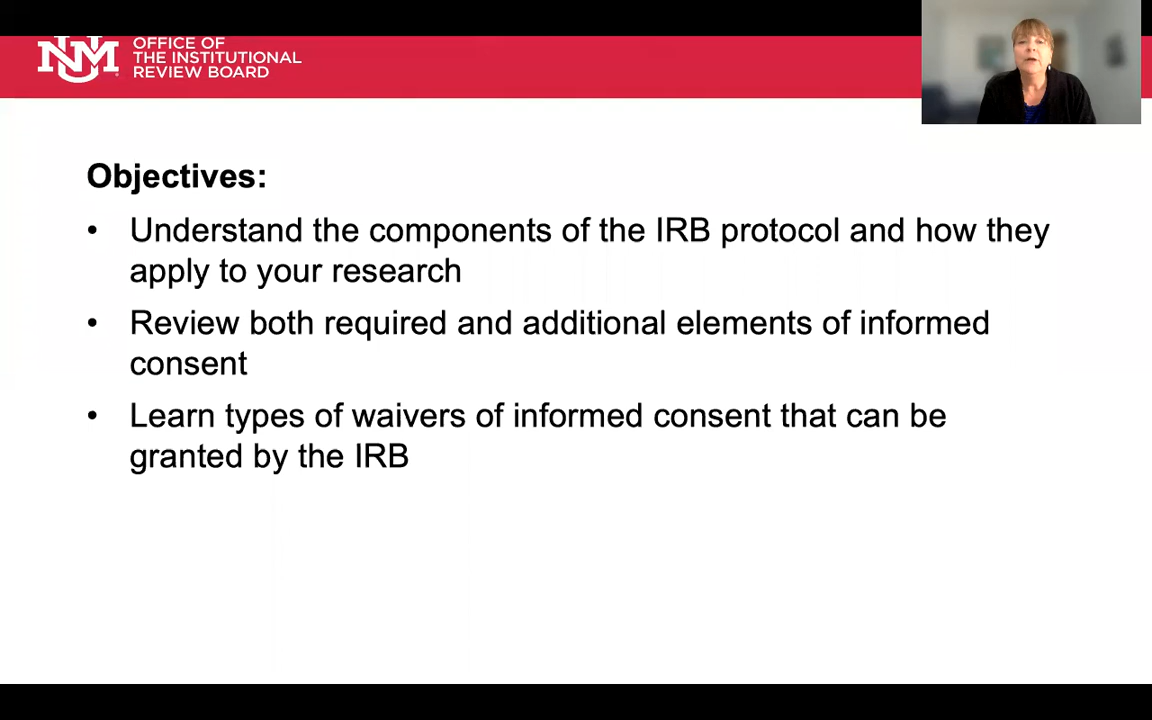 UNM
OFFICE OF
THE INSTITUTIONAL
REVIEW BOARD
Objectives:
• Understand the components of the IRB protocol and how they
apply to your research
• Review both required and additional elements of informed
consent
• Learn types of waivers of informed consent that can be
granted by the IRB